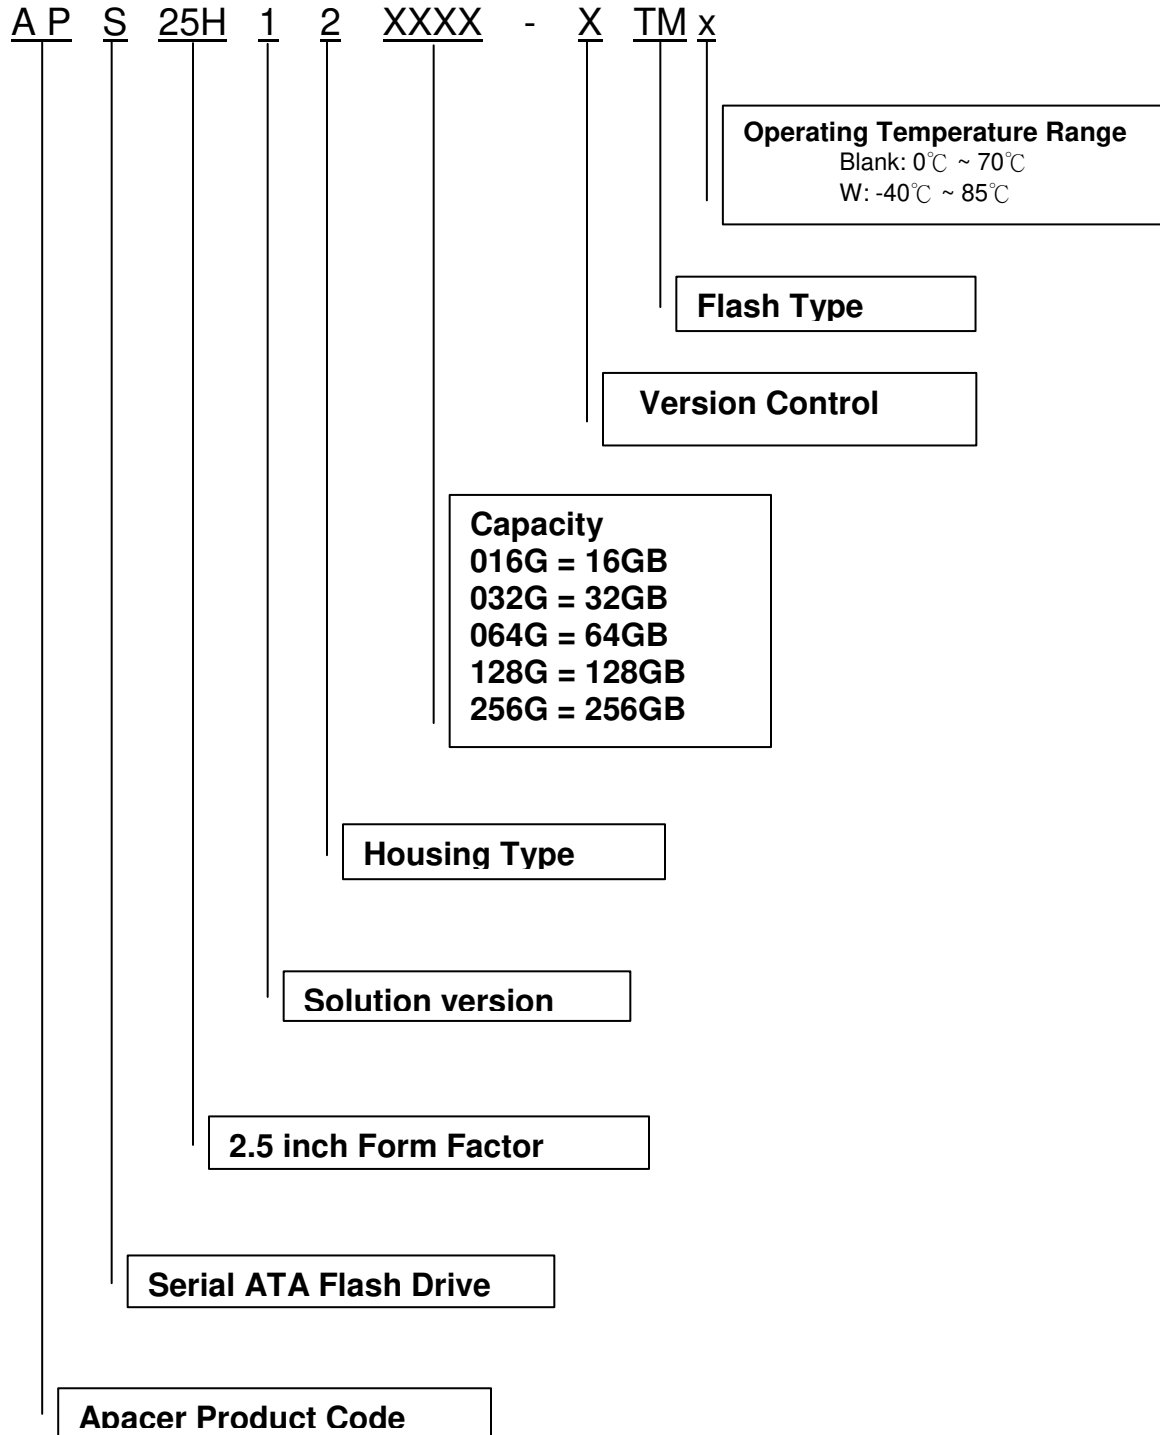 AP S 25H 1 2 XXXX - X TM x
Operating Temperature Range
Blank: 0℃ ~ 70℃
W: -40℃ ~ 85℃
Flash Type
Version Control
Capacity
016G = 16GB
032G = 32GB
064G = 64GB
128G = 128GB
256G = 256GB
Housing Type
Solution version
2.5 inch Form Factor
Serial ATA Flash Drive
Apacer Product Code